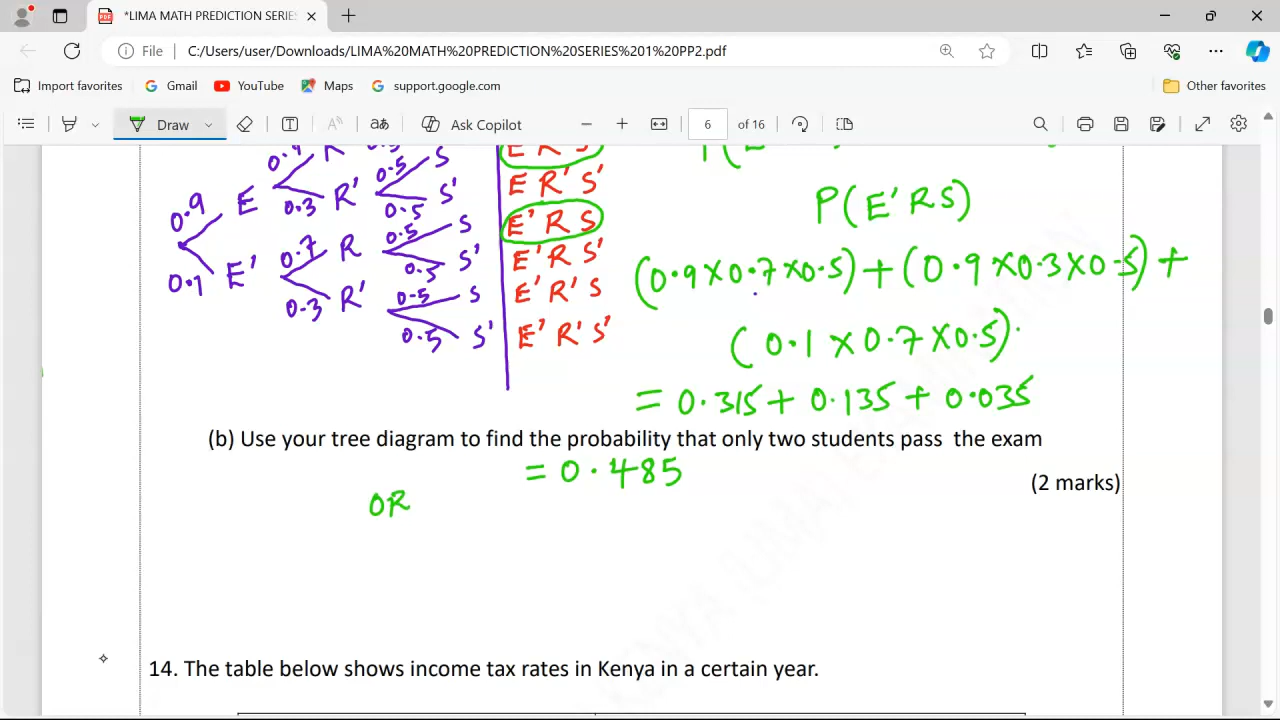 *LIMA MATH PREDICTION SERIE
File
C:/Users/user/Downloads/LIMA%20MATH%20PREDICTION%20SERIES%201%20PP2.pdf
Import favorites
Gmail
YouTube
Maps
support.google.com
Other favorites
Draw
Ask Copilot
6 of 16
0.9 E
0.3 R' 0.5 S
0.5 S'
0.1 E' 0.7 R 0.5 S
0.5 S'
0.3 R' 0.5 S
0.5 S'
E R S
E R' S'
E' R S
E' R S'
E' R' S
E' R' S'
P(E' R S)
(0.9×0.7×0.5) + (0.9×0.3×0.5) +
(0.1 × 0.7 × 0.5)
= 0.315 + 0.135 + 0.035
(b) Use your tree diagram to find the probability that only two students pass the exam
= 0.485
(2 marks)
OR
14. The table below shows income tax rates in Kenya in a certain year.